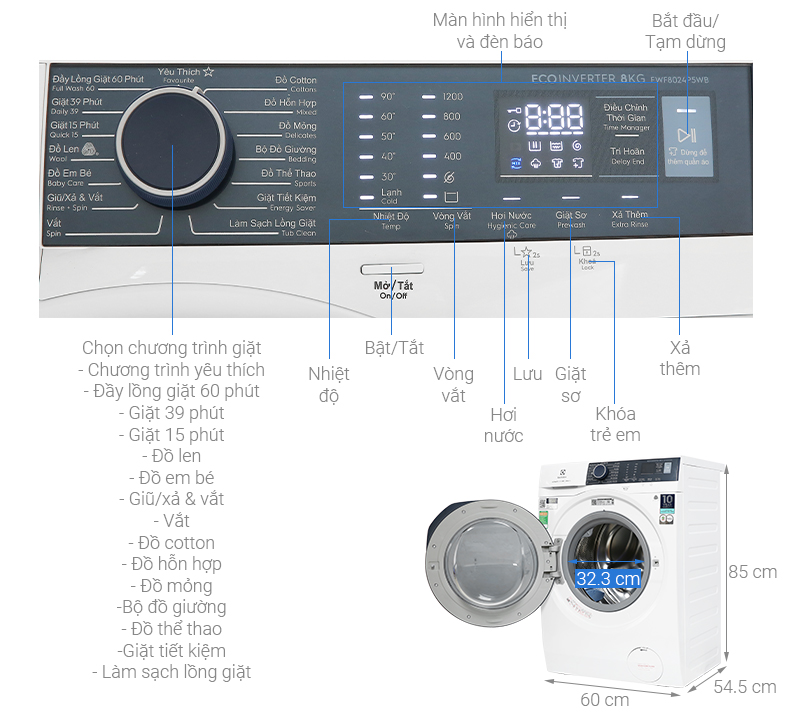 Màn hình hiển thị
và đèn báo
Bắt đầu/
Tạm dừng
Yêu Thích
Favourite
Đầy Lồng Giặt 60 Phút
Full Wash 60
Giặt 39 Phút
Daily 39
Giặt 15 Phút
Quick 15
Đồ Len
Wool
Đồ Em Bé
Baby Care
Giũ/Xả & Vắt
Rinse + Spin
Vắt
Spin
Đồ Cotton
Cottons
Đồ Hỗn Hợp
Mixed
Đồ Mỏng
Delicates
Bộ Đồ Giường
Bedding
Đồ Thể Thao
Sports
Giặt Tiết Kiệm
Energy Saver
Làm Sạch Lồng Giặt
Tub Clean
ECOINVERTER 8KG EWF8024P5WB
90°
60°
50°
40°
30°
Lạnh
Cold
Nhiệt Độ
Temp
1200
800
600
400
Vòng Vắt
Spin
8:88
Điều Chỉnh
Thời Gian
Time Manager
Trì Hoãn
Delay End
Dừng để
thêm quần áo
Hơi Nước
Hygienic Care
Giặt Sơ
Prewash
Xả Thêm
Extra Rinse
2s
Lưu
Save
2s
Khoá
Lock
Mở/Tắt
On/Off
Chọn chương trình giặt
- Chương trình yêu thích
- Đầy lồng giặt 60 phút
- Giặt 39 phút
- Giặt 15 phút
- Đồ len
- Đồ em bé
- Giũ/xả & vắt
- Vắt
- Đồ cotton
- Đồ hỗn hợp
- Đồ mỏng
-Bộ đồ giường
- Đồ thể thao
-Giặt tiết kiệm
- Làm sạch lồng giặt
Nhiệt
độ
Bật/Tắt
Vòng
vắt
Hơi
nước
Lưu
Giặt
sơ
Khóa
trẻ em
Xả
thêm
10
32.3 cm
85 cm
54.5 cm
60 cm